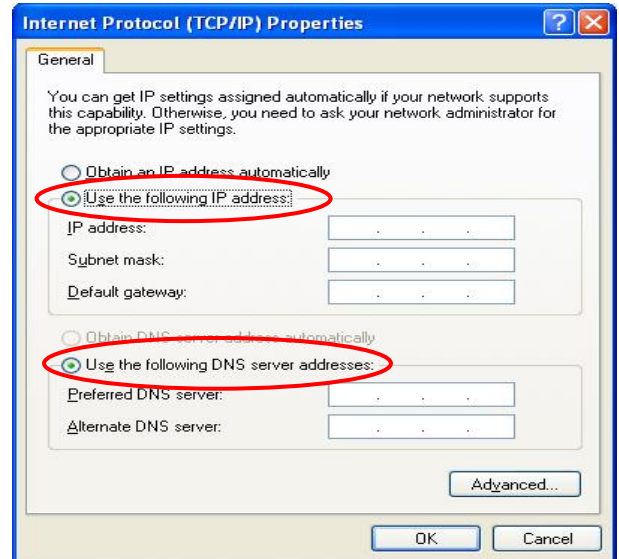 Internet Protocol (TCP/IP) Properties
General
You can get IP settings assigned automatically if your network supports
this capability. Otherwise, you need to ask your network administrator for
the appropriate IP settings.
Obtain an IP address automatically
Use the following IP address:
IP address:
Subnet mask:
Default gateway:
Obtain DNS server address automatically
Use the following DNS server addresses:
Preferred DNS server:
Alternate DNS server:
Advanced...
OK Cancel